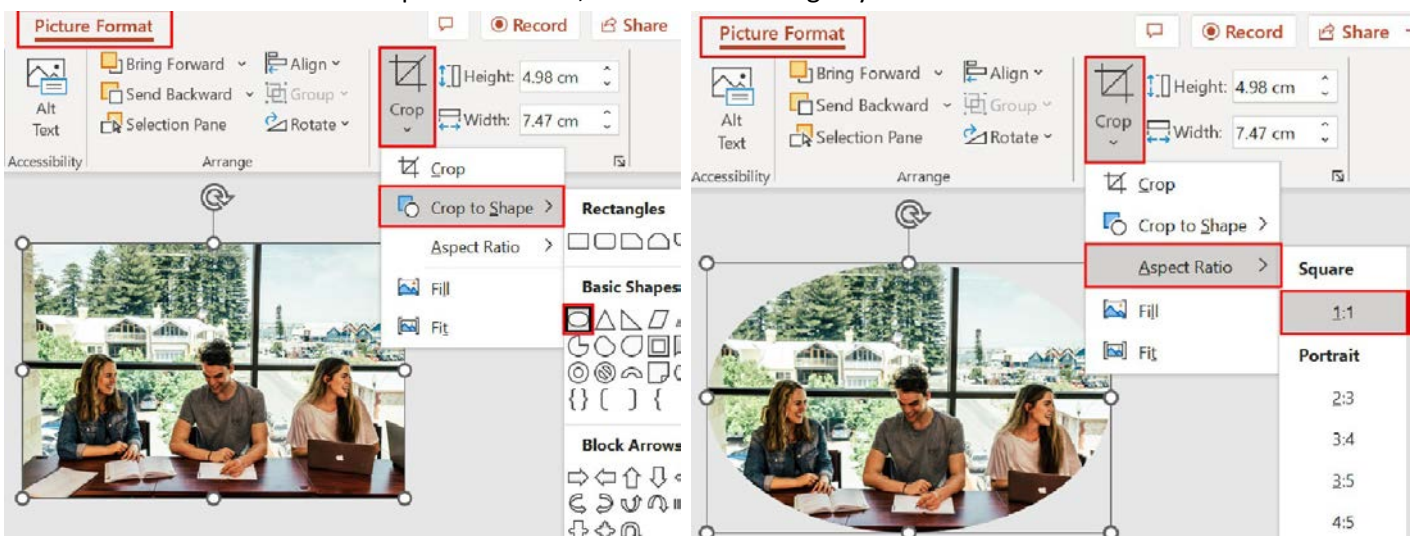 Picture Format
Record
Share
Alt
Text
Bring Forward
Send Backward
Selection Pane
Align
Group
Rotate
Crop
Height: 4.98 cm
Width: 7.47 cm
Accessibility
Arrange
Crop
Crop to Shape
Aspect Ratio
Fill
Fit
Rectangles
Basic Shapes
Block Arrows
Picture Format
Record
Share
Alt
Text
Bring Forward
Send Backward
Selection Pane
Align
Group
Rotate
Crop
Height: 4.98 cm
Width: 7.47 cm
Accessibility
Arrange
Crop
Crop to Shape
Aspect Ratio
Fill
Fit
Square
1:1
Portrait
2:3
3:4
3:5
4:5